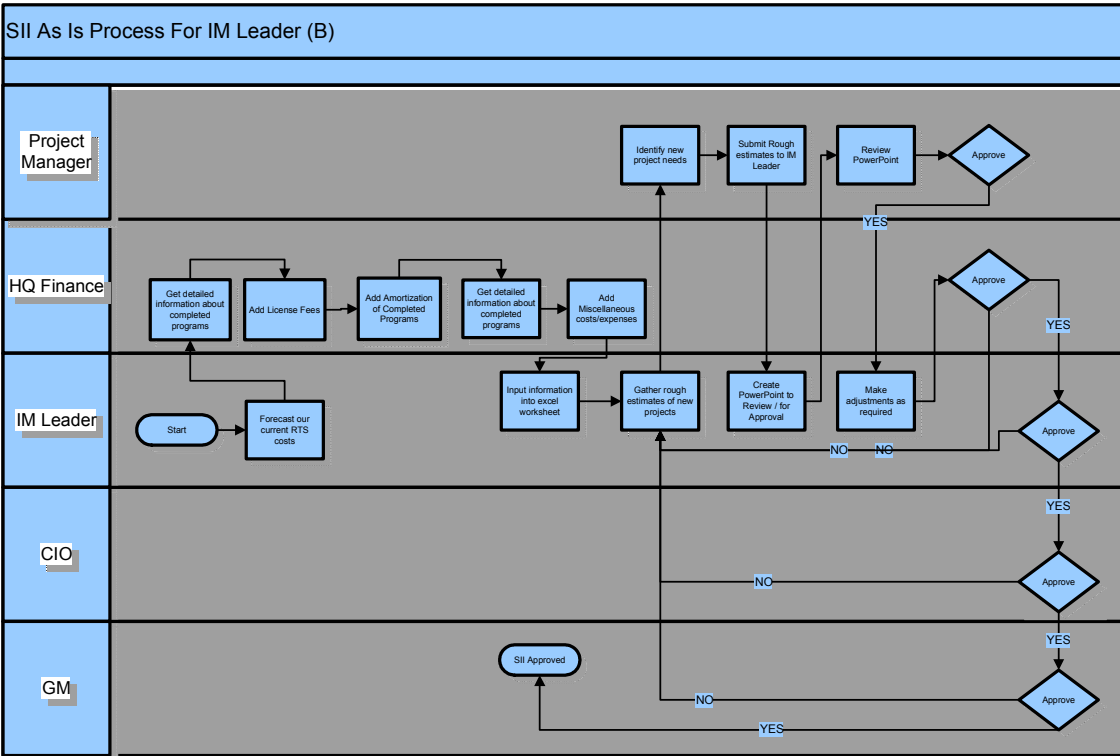 SII As Is Process For IM Leader (B)
Project
Manager
Identify new
project needs
Submit Rough
estimates to IM
Leader
Review
PowerPoint
Approve
YES
HQ Finance
Get detailed
information about
completed
programs
Add License Fees
Add Amortization
of Completed
Programs
Get detailed
information about
completed
programs
Add
Miscellaneous
costs/expenses
Approve
YES
IM Leader
Start
Forecast our
current RTS
costs
Input information
into excel
worksheet
Gather rough
estimates of new
projects
Create
PowerPoint to
Review / for
Approval
Make
adjustments as
required
Approve
NO
NO
YES
CIO
Approve
NO
YES
GM
SII Approved
Approve
NO
YES